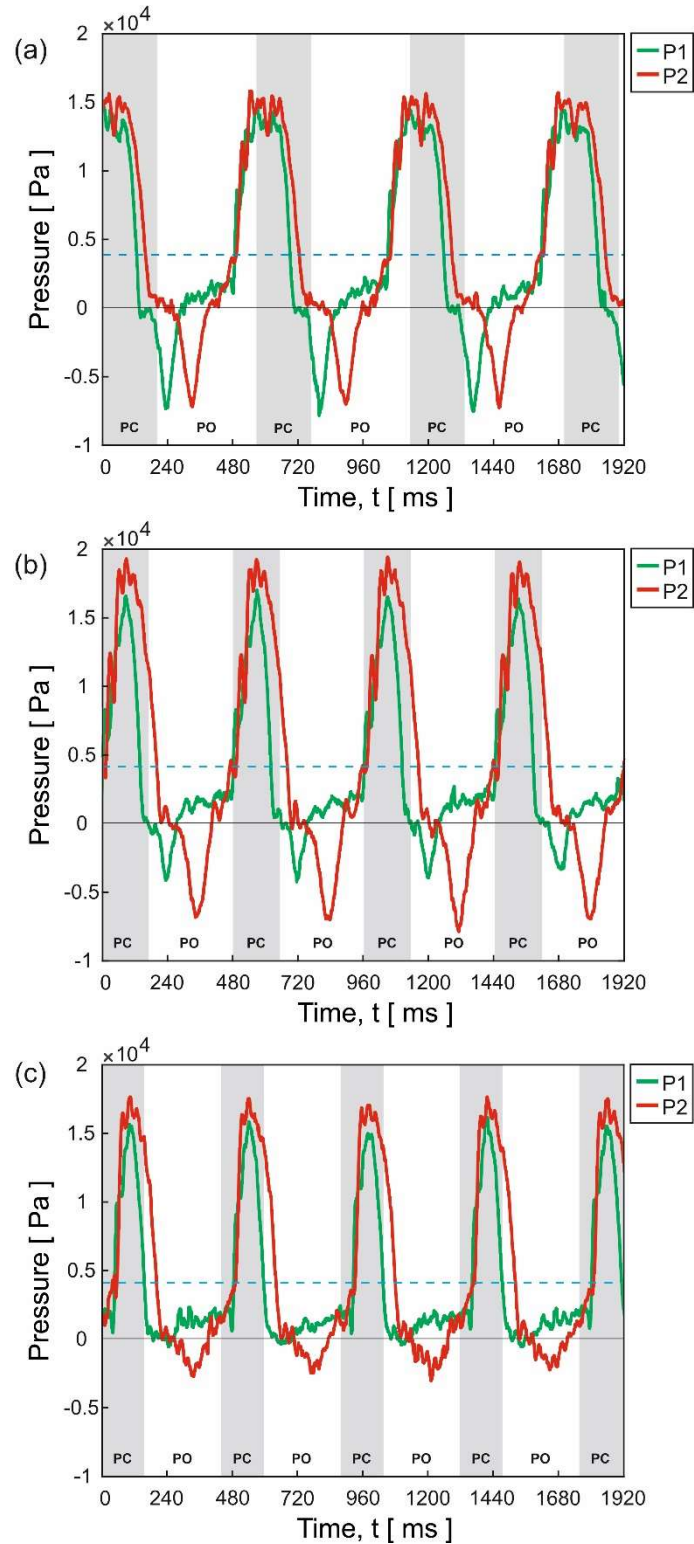 (a)
×10⁴
P1
P2
2
1.5
1
0.5
0
-0.5
-1
Pressure [ Pa ]
PC PO PC PO PC PO PC
0 240 480 720 960 1200 1440 1680 1920
Time, t [ ms ]
(b)
×10⁴
P1
P2
2
1.5
1
0.5
0
-0.5
-1
Pressure [ Pa ]
PC PO PC PO PC PO PC PO
0 240 480 720 960 1200 1440 1680 1920
Time, t [ ms ]
(c)
×10⁴
P1
P2
2
1.5
1
0.5
0
-0.5
-1
Pressure [ Pa ]
PC PO PC PO PC PO PC PO PC
0 240 480 720 960 1200 1440 1680 1920
Time, t [ ms ]